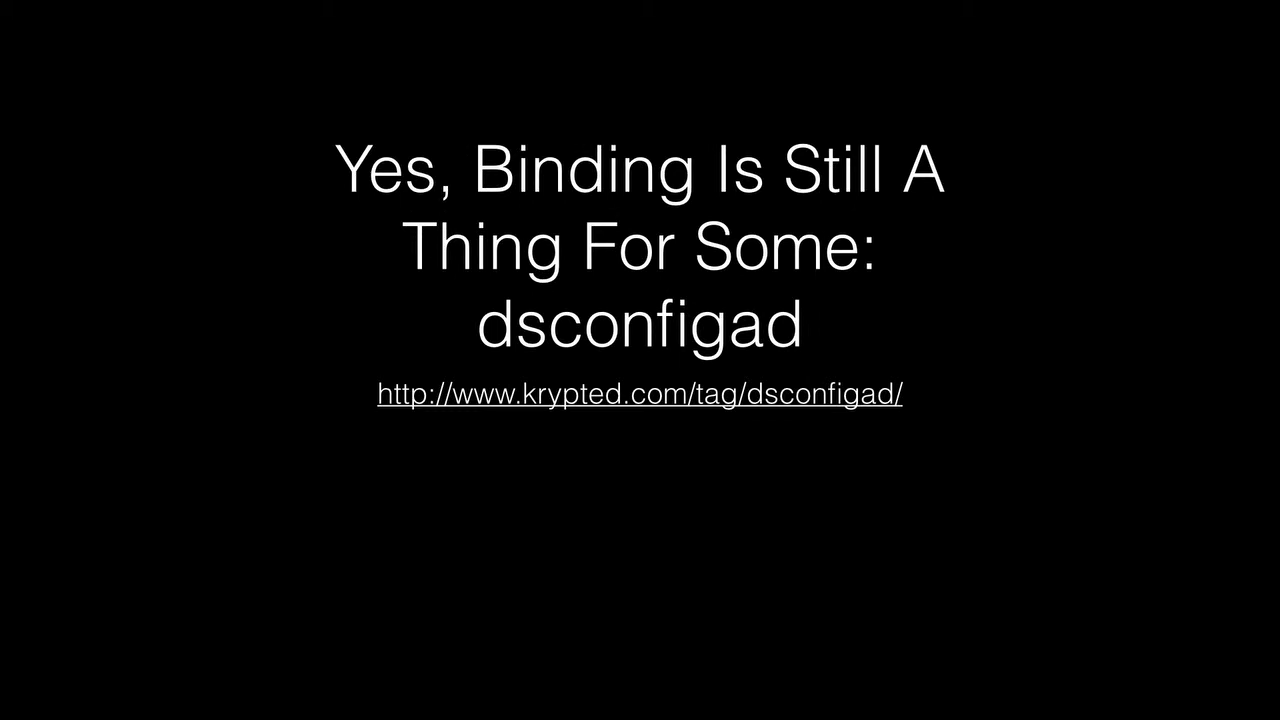 Yes, Binding Is Still A
Thing For Some:
dsconfigad
http://www.krypted.com/tag/dsconfigad/